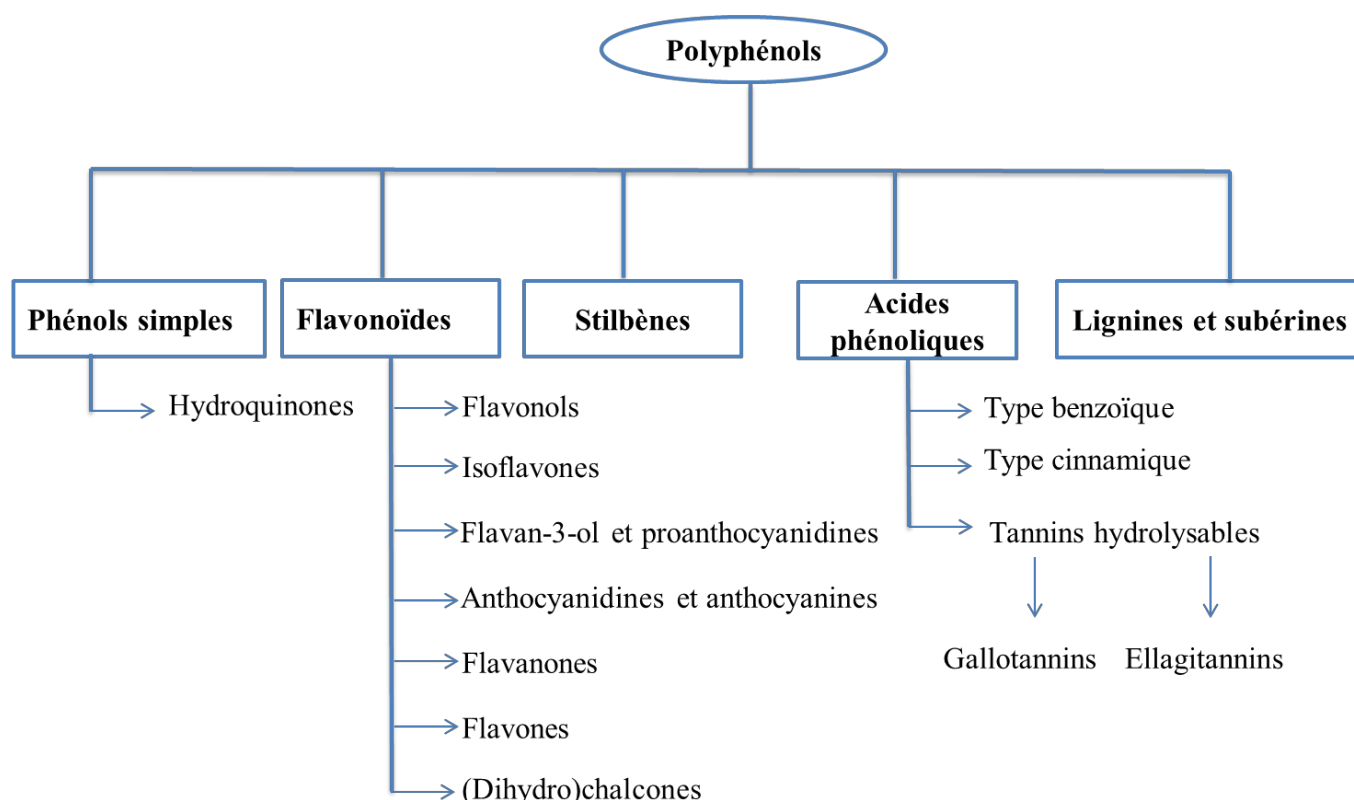 Polyphénols
Phénols simples
Flavonoïdes
Stilbènes
Acides
phénoliques
Lignines et subérines
Hydroquinones
Flavonols
Isoflavones
Flavan-3-ol et proanthocyanidines
Anthocyanidines et anthocyanines
Flavanones
Flavones
(Dihydro)chalcones
Type benzoïque
Type cinnamique
Tannins hydrolysables
Gallotannins
Ellagitannins